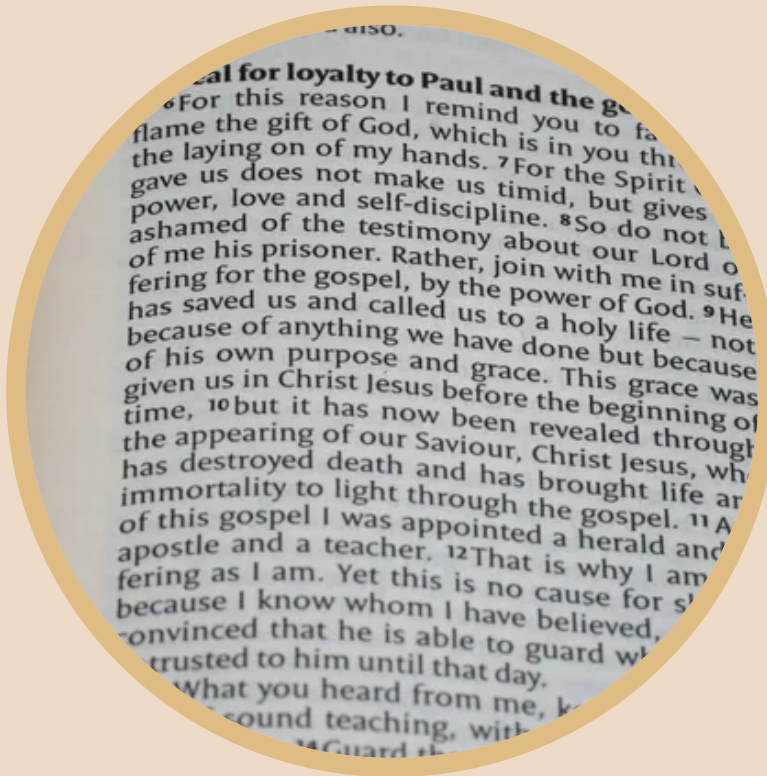 also.
for loyalty to Paul and the
6 For this reason I remind you to
flame the gift of God, which is in you
the laying on of my hands. 7 For the Spirit
gave us does not make us timid, but gives
power, love and self-discipline. 8 So do not
ashamed of the testimony about our Lord
of me his prisoner. Rather, join with me in suf-
fering for the gospel, by the power of God. 9 He
has saved us and called us to a holy life – not
because of anything we have done but because
of his own purpose and grace. This grace was
given us in Christ Jesus before the beginning of
time, 10 but it has now been revealed through
the appearing of our Saviour, Christ Jesus,
has destroyed death and has brought life
immortality to light through the gospel. 11
of this gospel I was appointed a herald and
apostle and a teacher. 12 That is why I am
fering as I am. Yet this is no cause for
because I know whom I have believed,
convinced that he is able to guard
trusted to him until that day.
What you heard from me,
sound teaching, with
14 Guard